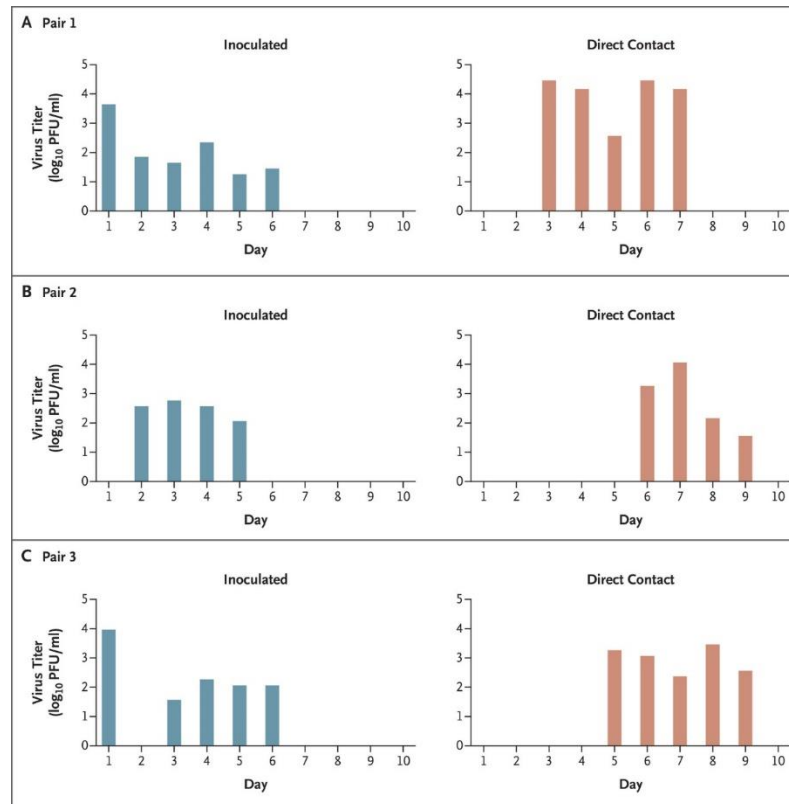 A Pair 1
Inoculated
Direct Contact
Virus Titer
(log₁₀ PFU/ml)
5
4
3
2
1
0
1 2 3 4 5 6 7 8 9 10
Day
5
4
3
2
1
0
1 2 3 4 5 6 7 8 9 10
Day
B Pair 2
Inoculated
Direct Contact
Virus Titer
(log₁₀ PFU/ml)
5
4
3
2
1
0
1 2 3 4 5 6 7 8 9 10
Day
5
4
3
2
1
0
1 2 3 4 5 6 7 8 9 10
Day
C Pair 3
Inoculated
Direct Contact
Virus Titer
(log₁₀ PFU/ml)
5
4
3
2
1
0
1 2 3 4 5 6 7 8 9 10
Day
5
4
3
2
1
0
1 2 3 4 5 6 7 8 9 10
Day